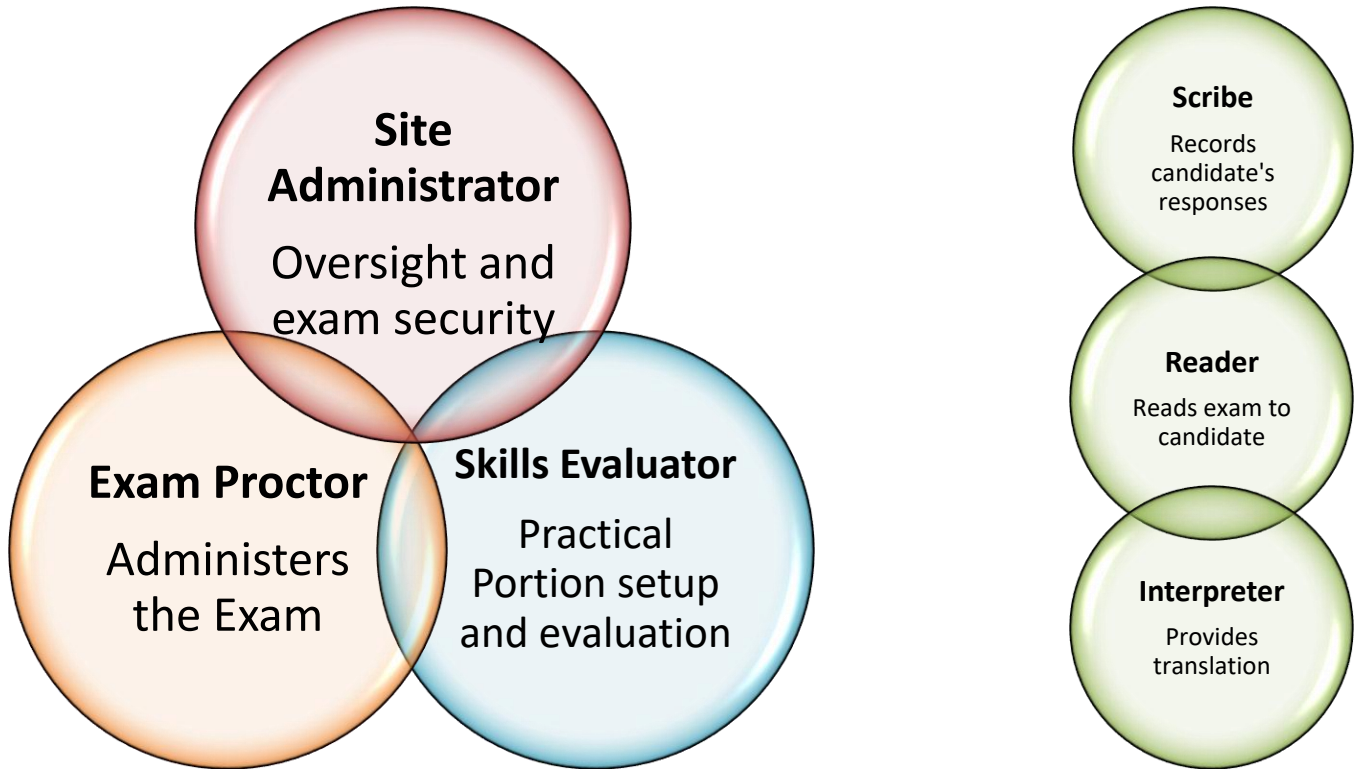 Site
Administrator
Oversight and
exam security
Exam Proctor
Administers
the Exam
Skills Evaluator
Practical
Portion setup
and evaluation
Scribe
Records
candidate's
responses
Reader
Reads exam to
candidate
Interpreter
Provides
translation